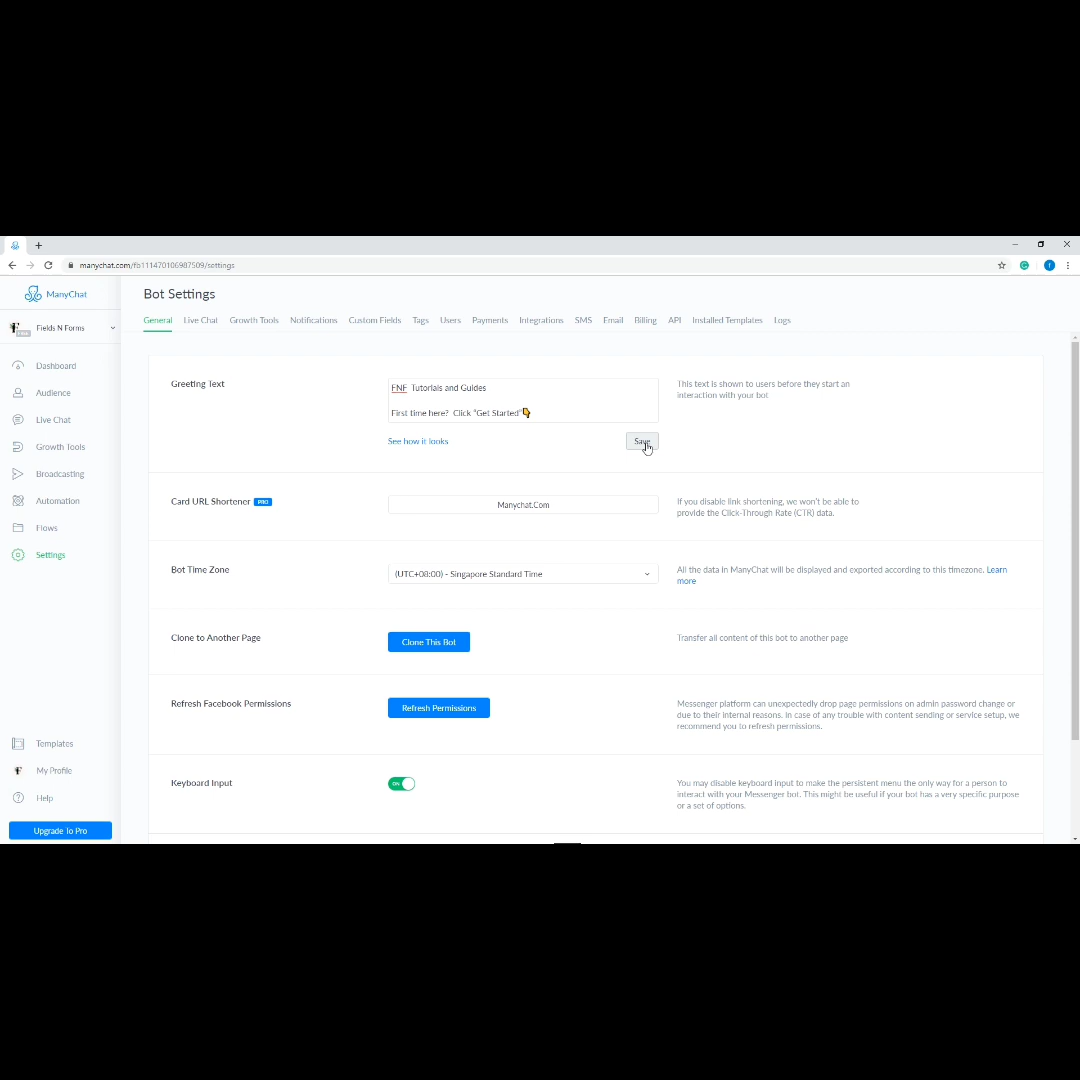 manychat.com/fb111470106987509/settings
ManyChat
Fields N Forms
Dashboard
Audience
Live Chat
Growth Tools
Broadcasting
Automation
Flows
Settings
Templates
My Profile
Help
Upgrade To Pro
Bot Settings
General Live Chat Growth Tools Notifications Custom Fields Tags Users Payments Integrations SMS Email Billing API Installed Templates Logs
Greeting Text
FNF Tutorials and Guides
First time here? Click "Get Started"👇
See how it looks
Save
This text is shown to users before they start an
interaction with your bot
Card URL Shortener PRO
Manychat.Com
If you disable link shortening, we won't be able to
provide the Click-Through Rate (CTR) data.
Bot Time Zone
(UTC+08:00) - Singapore Standard Time
All the data in ManyChat will be displayed and exported according to this timezone. Learn
more
Clone to Another Page
Clone This Bot
Transfer all content of this bot to another page
Refresh Facebook Permissions
Refresh Permissions
Messenger platform can unexpectedly drop page permissions on admin password change or
due to their internal reasons. In case of any trouble with content sending or service setup, we
recommend you to refresh permissions.
Keyboard Input
ON
You may disable keyboard input to make the persistent menu the only way for a person to
interact with your Messenger bot. This might be useful if your bot has a very specific purpose
or a set of options.